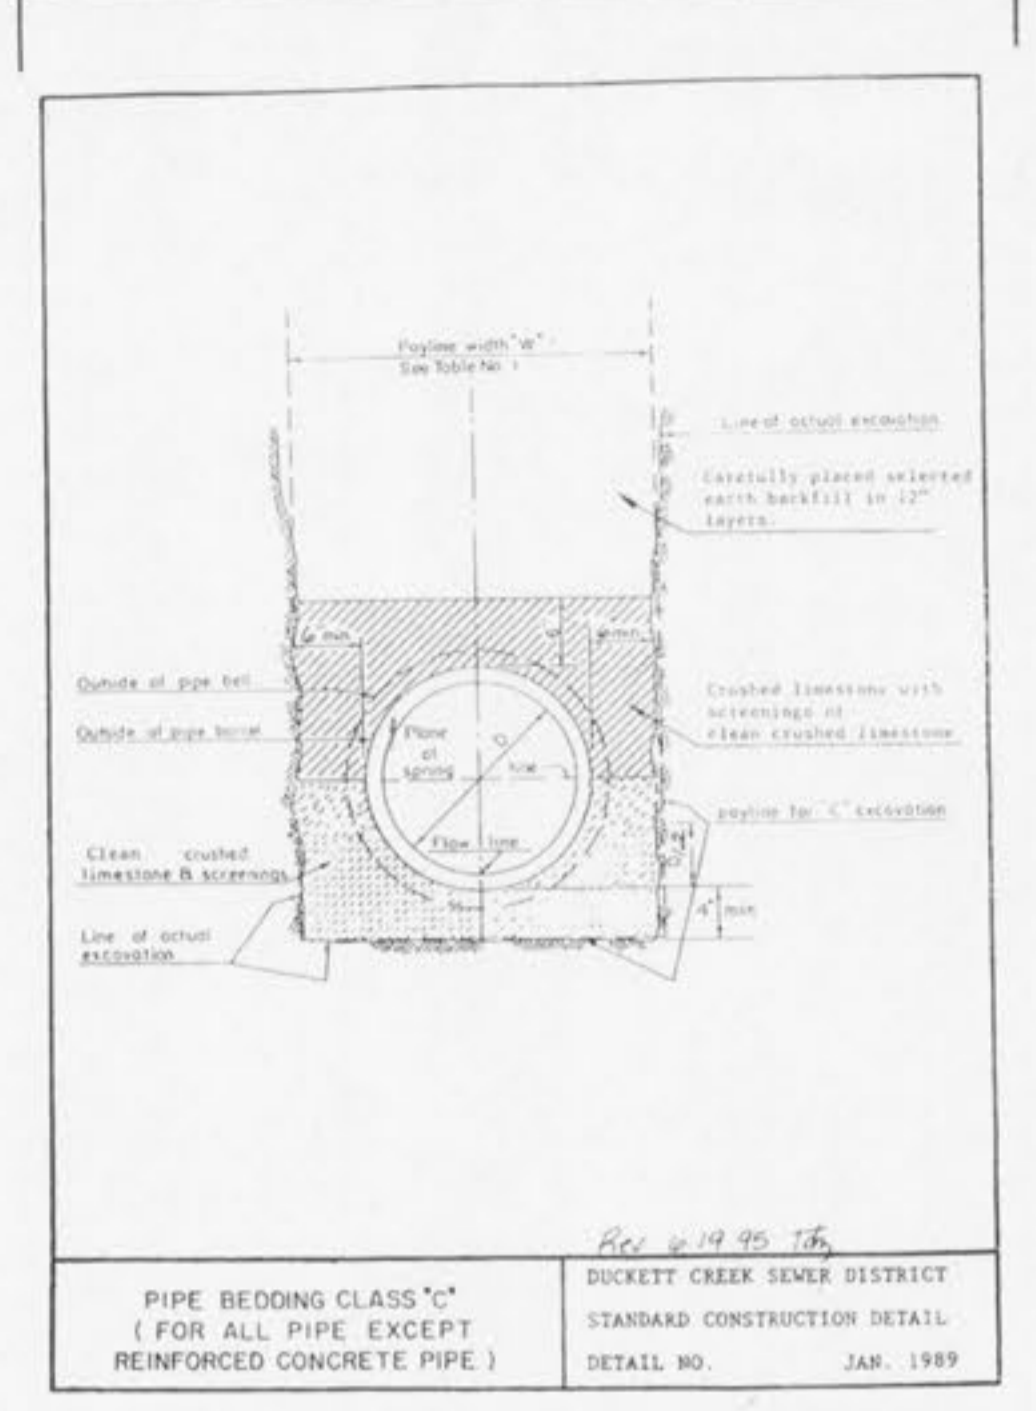 Payline width "W"
See Table No. 1
Line of actual excavation
Carefully placed selected
earth backfill in 12"
layers.
6 min.
6
6 min.
Outside of pipe bell
Outside of pipe barrel
Plane
of
spring
line
D
Flow line
Crushed limestone with
screenings or
clean crushed limestone
payline for "C" excavation
Clean crushed
limestone & screenings
4" min
Line of actual
excavation
Rev 6 19 95
PIPE BEDDING CLASS "C"
( FOR ALL PIPE EXCEPT
REINFORCED CONCRETE PIPE )
DUCKETT CREEK SEWER DISTRICT
STANDARD CONSTRUCTION DETAIL
DETAIL NO. JAN. 1989